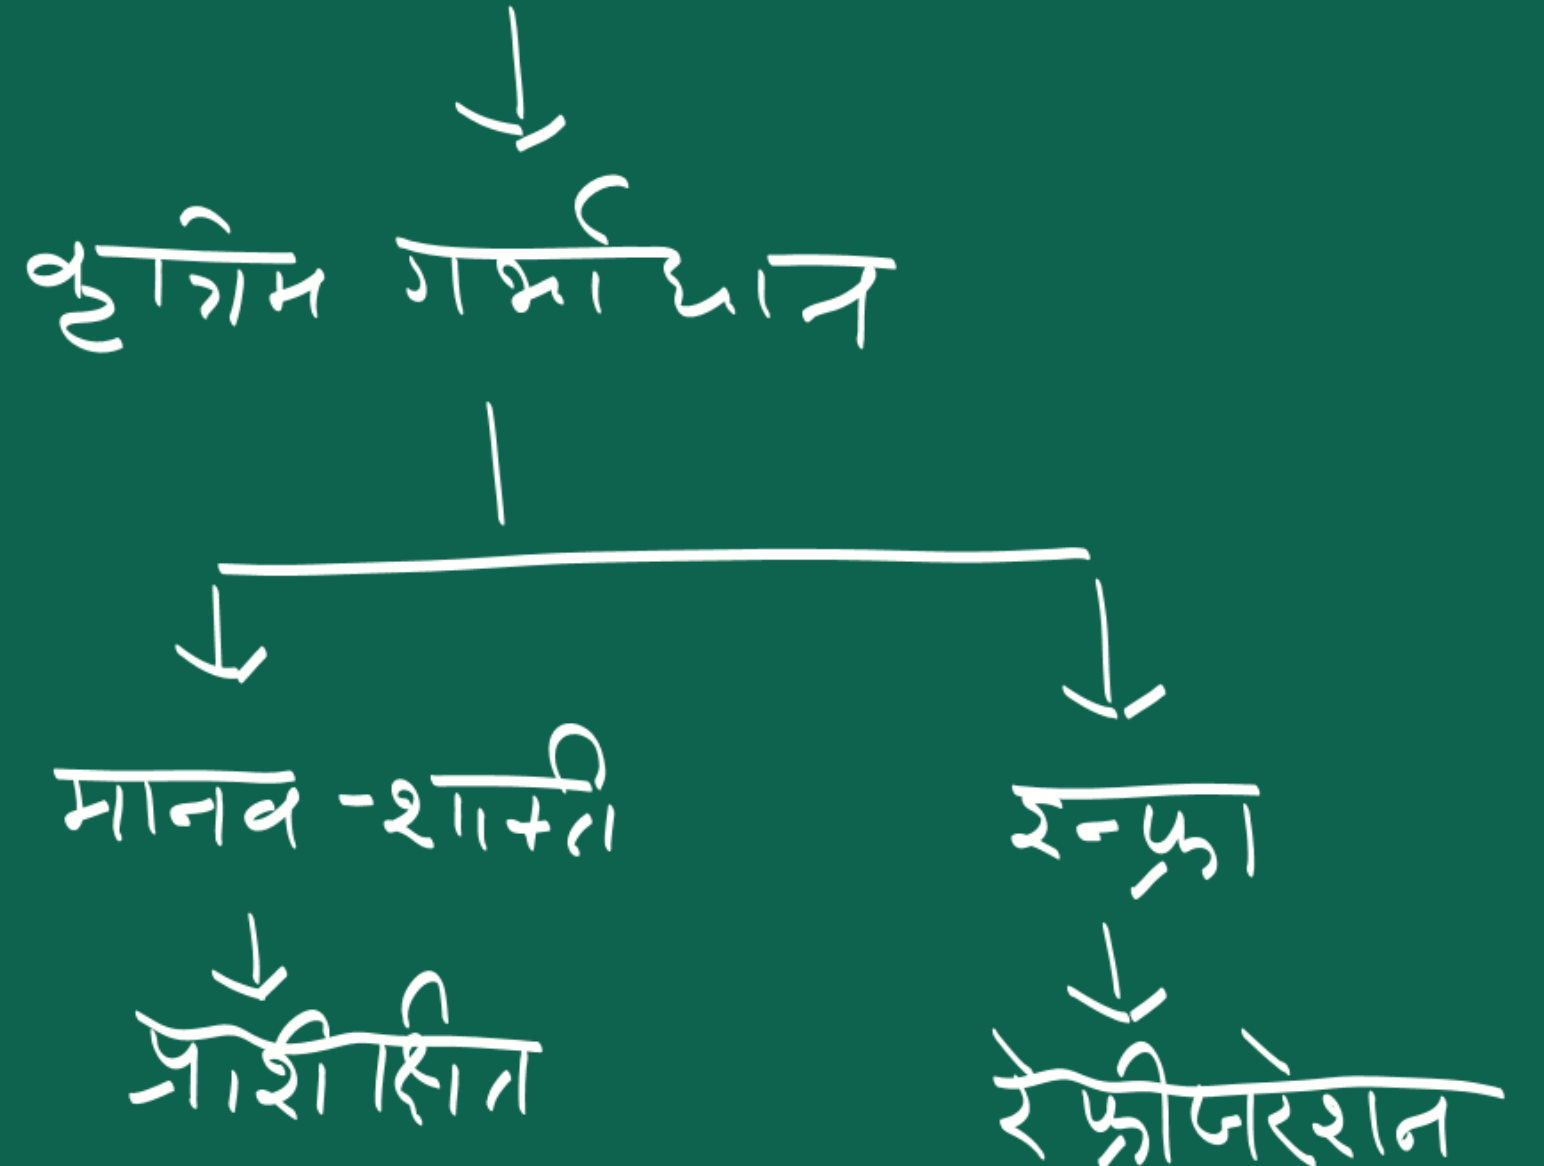 कृत्रिम गर्भाधान
मानव - शक्ति
इन्फ्रा
प्रशिक्षित
रेफ्रीजरेशन